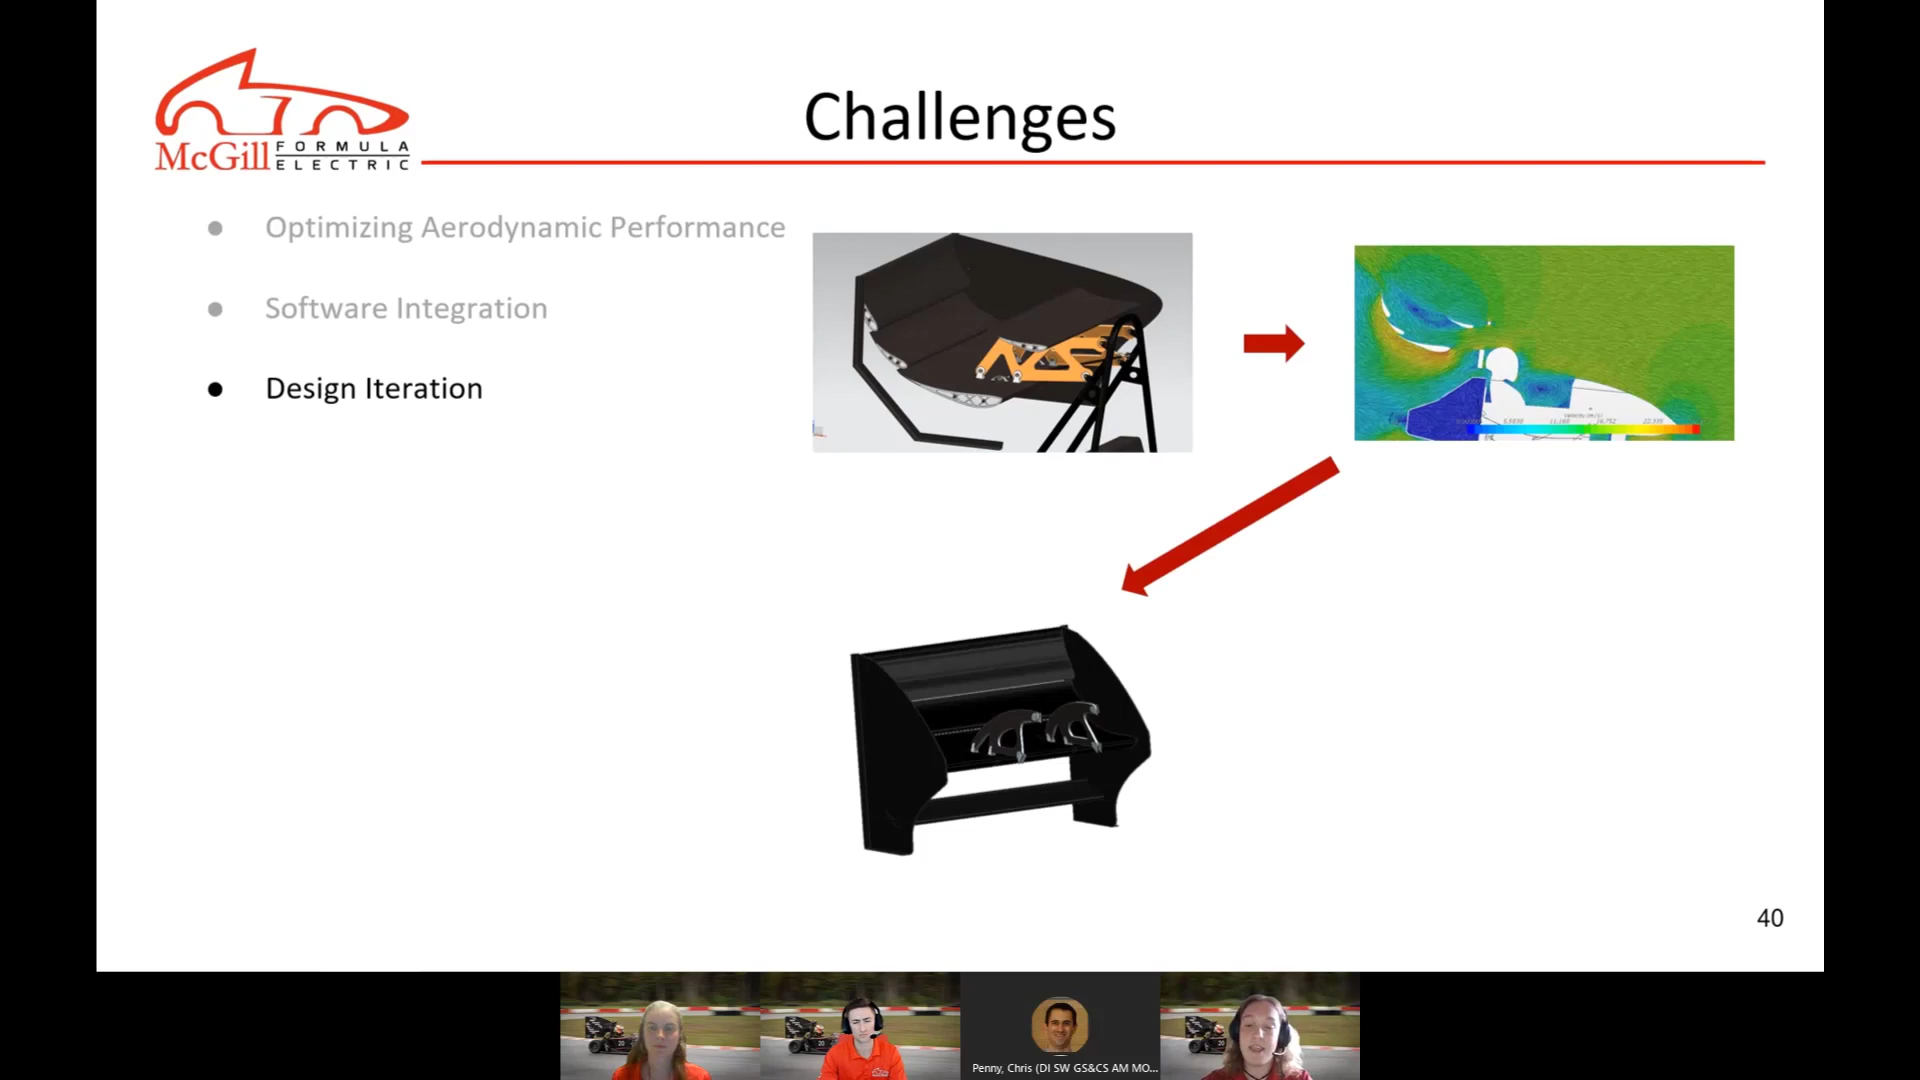 Challenges
McGill FORMULA
ELECTRIC
● Optimizing Aerodynamic Performance
● Software Integration
● Design Iteration
40
Penny, Chris (DI SW GS&CS AM MO...